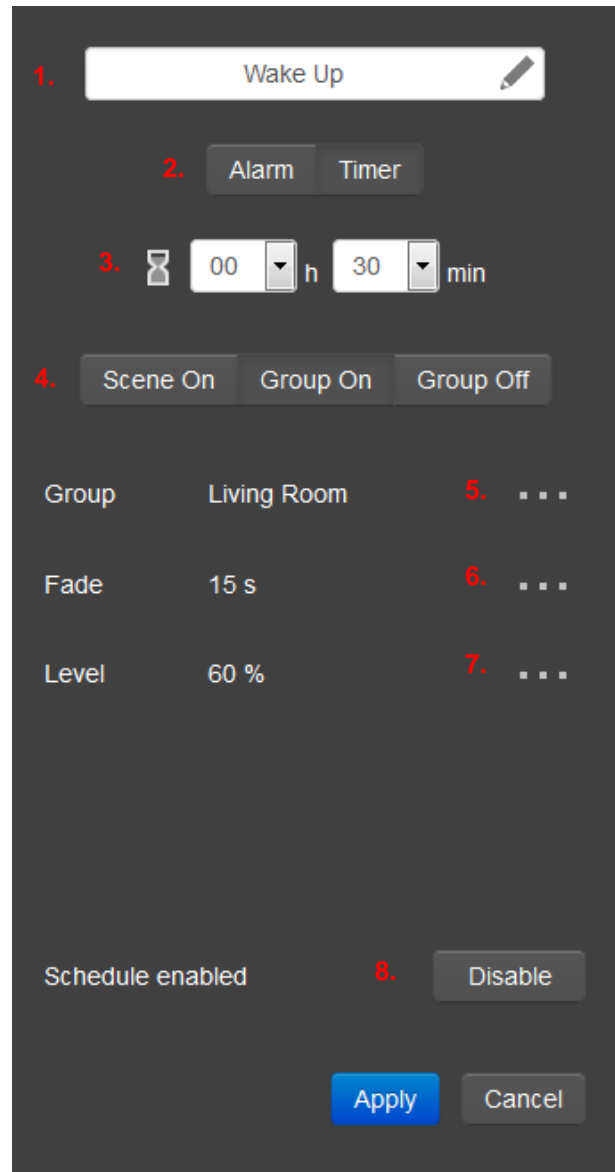 1. Wake Up
2. Alarm Timer
3. 00 h 30 min
4. Scene On Group On Group Off
Group Living Room 5. ...
Fade 15 s 6. ...
Level 60 % 7. ...
Schedule enabled 8. Disable
Apply Cancel